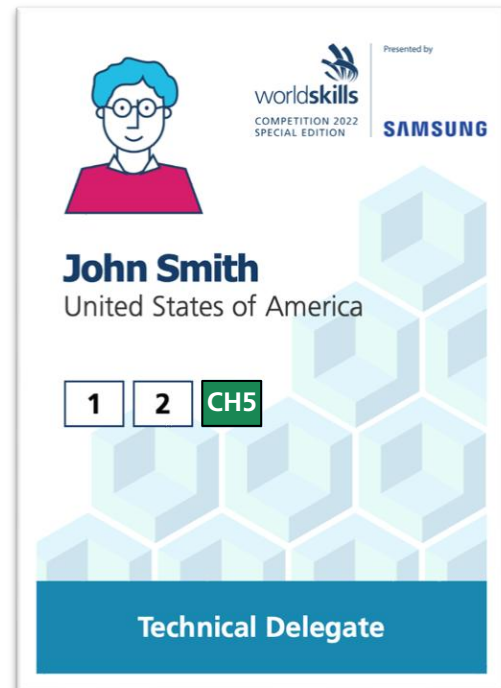 Presented by
worldskills
COMPETITION 2022
SPECIAL EDITION
SAMSUNG
John Smith
United States of America
1 2 CH5
Technical Delegate